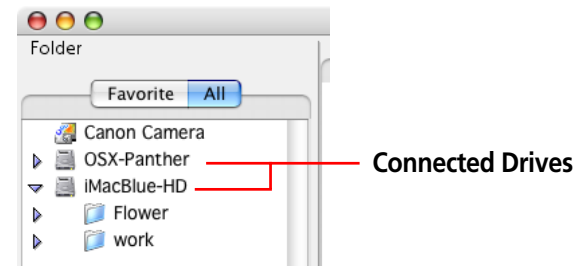 Folder
Favorite All
Canon Camera
OSX-Panther
Connected Drives
iMacBlue-HD
Flower
work